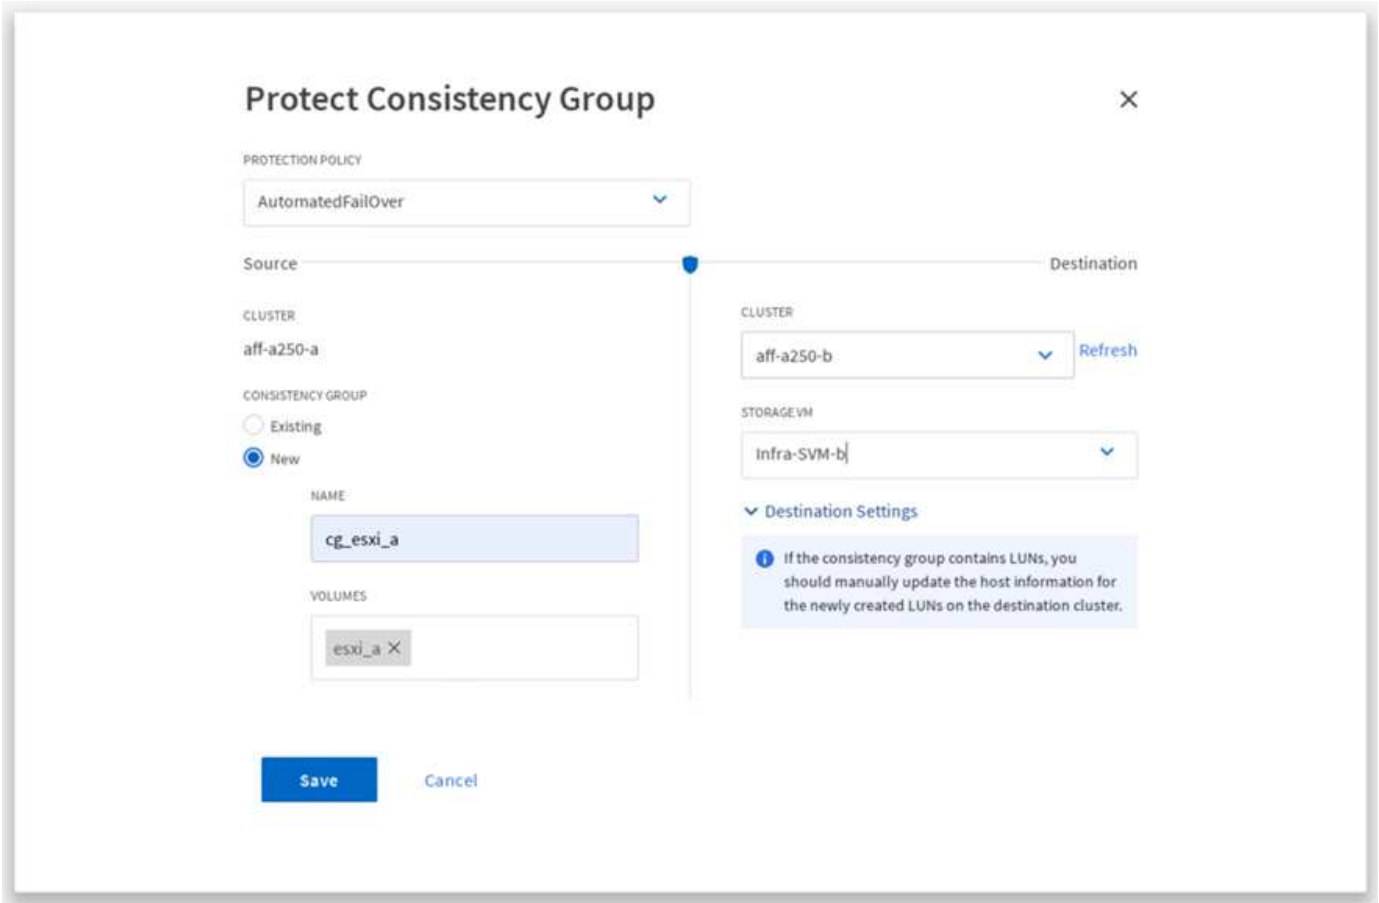 Protect Consistency Group
PROTECTION POLICY
AutomatedFailOver
Source
Destination
CLUSTER
aff-a250-a
CONSISTENCY GROUP
Existing
New
NAME
cg_esxi_a
VOLUMES
esxi_a
CLUSTER
aff-a250-b
Refresh
STORAGE VM
Infra-SVM-b
Destination Settings
If the consistency group contains LUNs, you
should manually update the host information for
the newly created LUNs on the destination cluster.
Save
Cancel